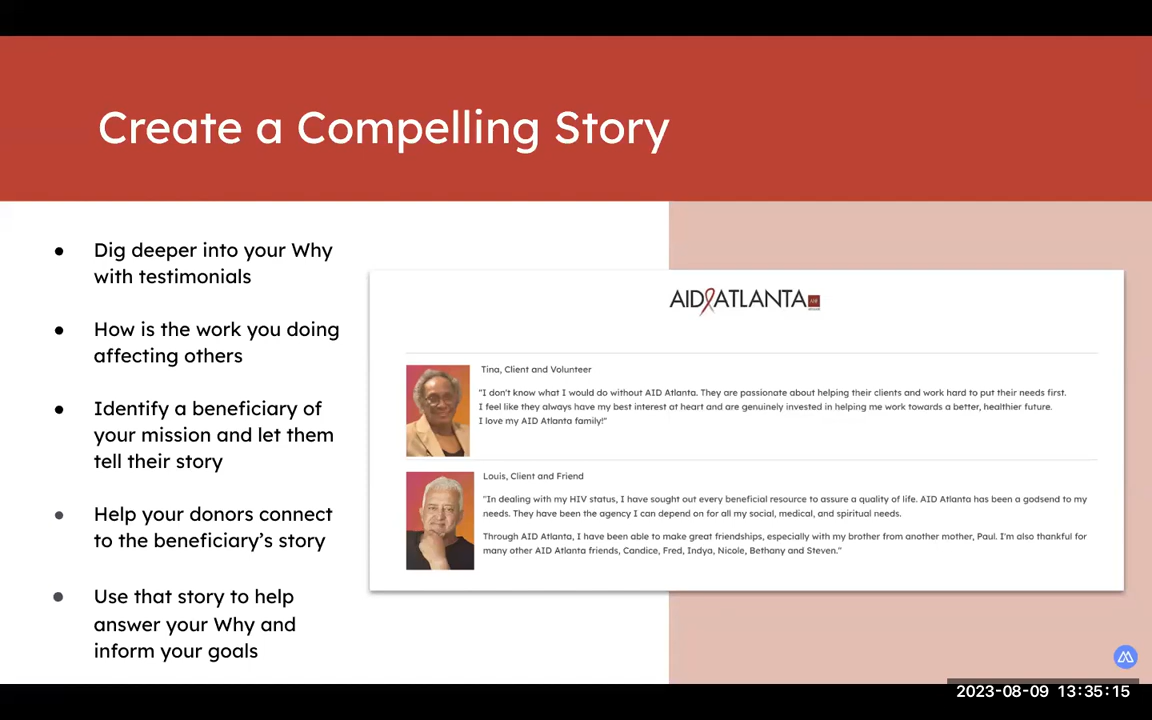 Create a Compelling Story
Dig deeper into your Why
with testimonials
How is the work you doing
affecting others
Identify a beneficiary of
your mission and let them
tell their story
Help your donors connect
to the beneficiary's story
Use that story to help
answer your Why and
inform your goals
AID ATLANTA
Tina, Client and Volunteer
"I don't know what I would do without AID Atlanta. They are passionate about helping their clients and work hard to put their needs first.
I feel like they always have my best interest at heart and are genuinely invested in helping me work towards a better, healthier future.
I love my AID Atlanta family!"
Louis, Client and Friend
"In dealing with my HIV status, I have sought out every beneficial resource to assure a quality of life. AID Atlanta has been a godsend to my
needs. They have been the agency I can depend on for all my social, medical, and spiritual needs.
Through AID Atlanta, I have been able to make great friendships, especially with my brother from another mother, Paul. I'm also thankful for
many other AID Atlanta friends, Candice, Fred, Indya, Nicole, Bethany and Steven."
2023-08-09 13:35:15